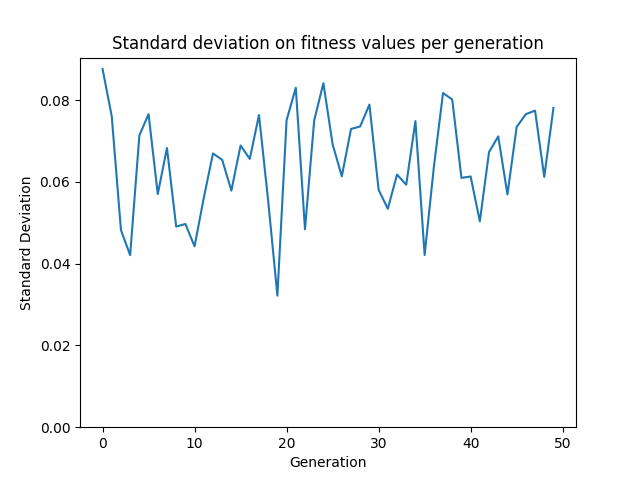 Standard deviation on fitness values per generation
Standard Deviation
0.08
0.06
0.04
0.02
0.00
0 10 20 30 40 50
Generation